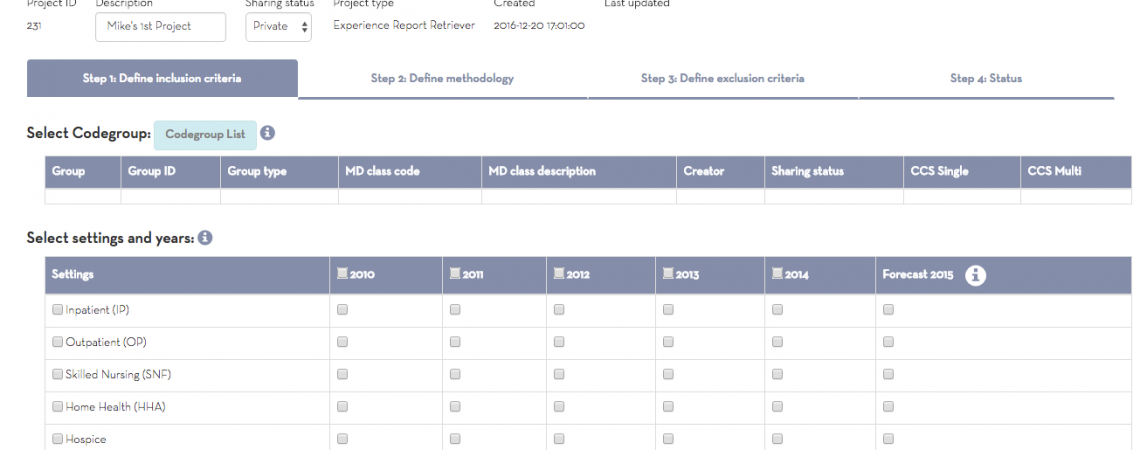 Project ID Description Sharing status Project type Created Last updated
231 Mike's 1st Project Private Experience Report Retriever 2016-12-20 17:01:00
Step 1: Define inclusion criteria Step 2: Define methodology Step 3: Define exclusion criteria Step 4: Status
Select Codegroup: Codegroup List i
Group Group ID Group type MD class code MD class description Creator Sharing status CCS Single CCS Multi
Select settings and years: i
Settings 2010 2011 2012 2013 2014 Forecast 2015 i
Inpatient (IP)
Outpatient (OP)
Skilled Nursing (SNF)
Home Health (HHA)
Hospice